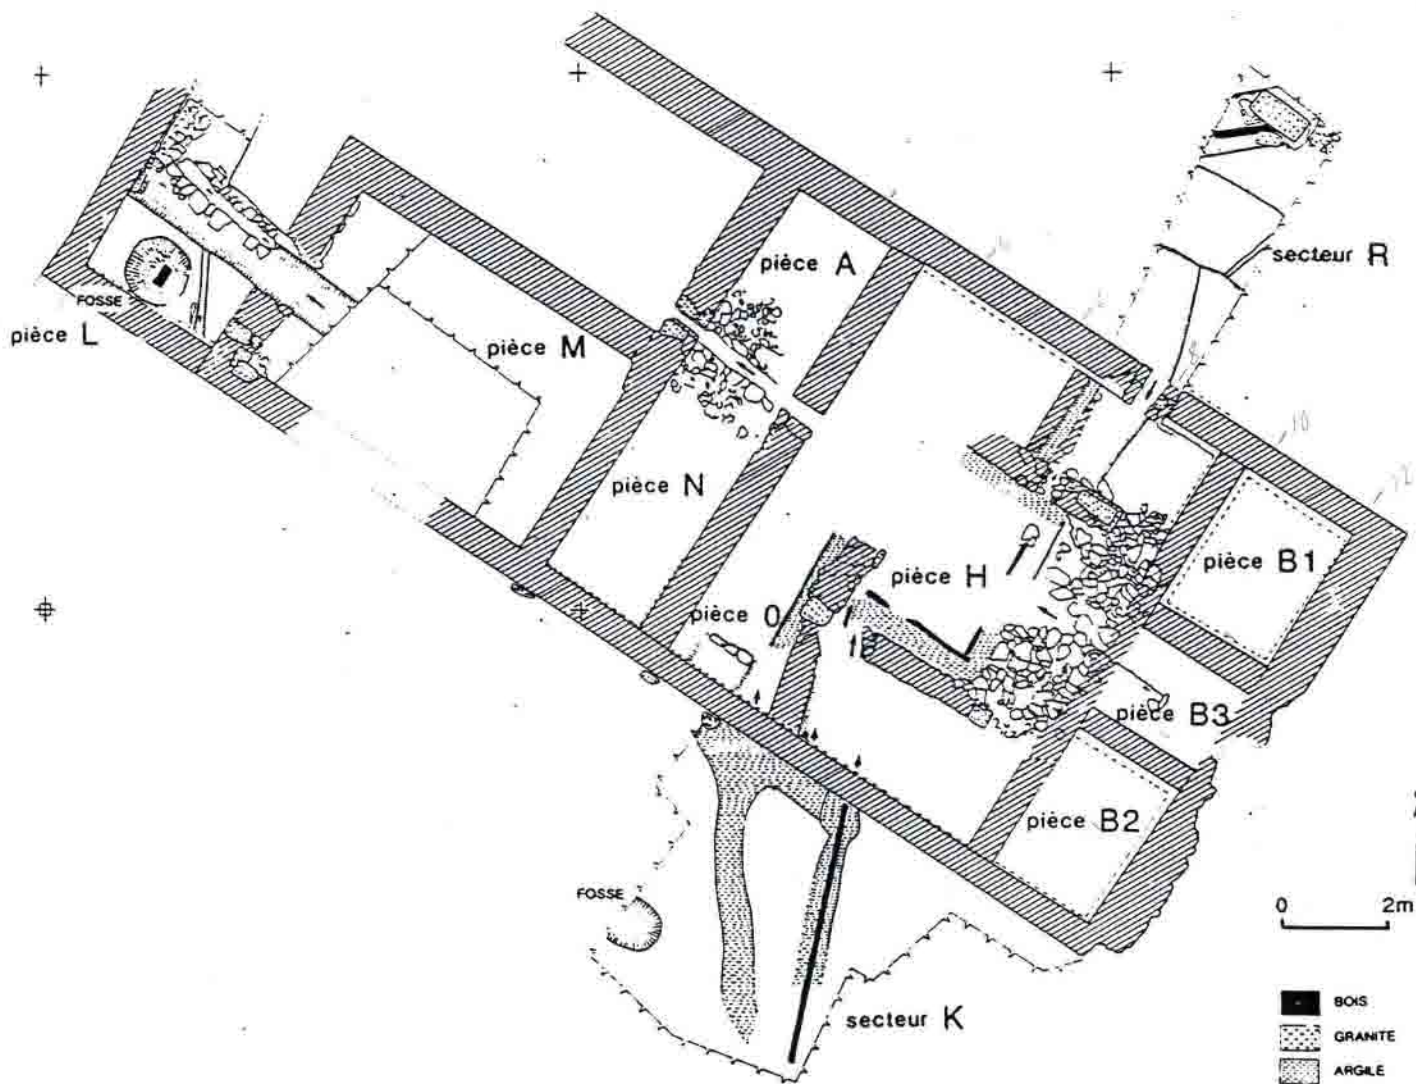 pièce A
secteur R
FOSSE
pièce L
pièce M
pièce N
pièce B1
pièce H
pièce O
pièce B3
pièce B2
FOSSE
0 2m
secteur K
BOIS
GRANITE
ARGILE